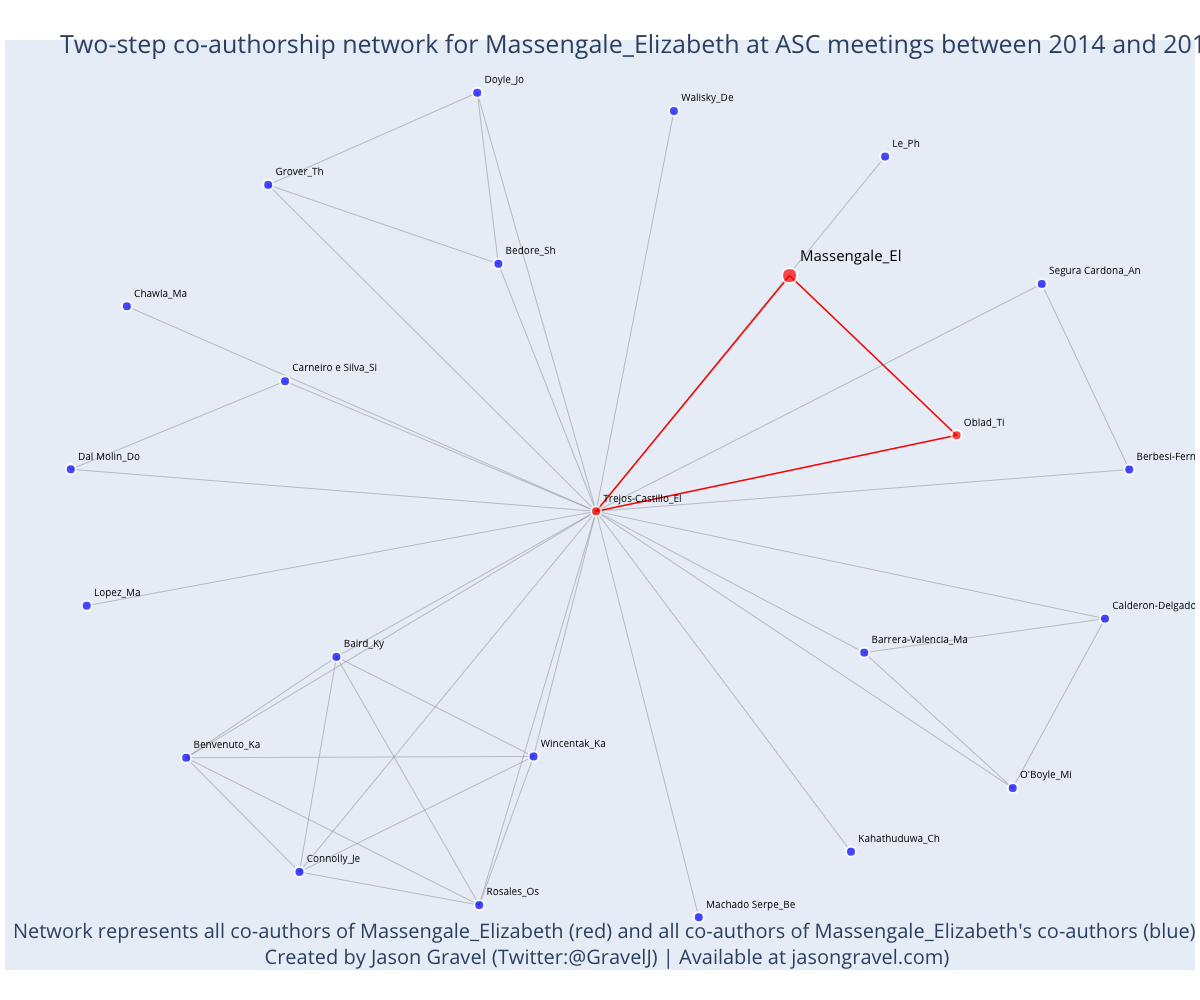 Two-step co-authorship network for Massengale_Elizabeth at ASC meetings between 2014 and 201
Doyle_Jo
Walisky_De
Le_Ph
Grover_Th
Bedore_Sh
Massengale_El
Segura Cardona_An
Chawla_Ma
Carneiro e Silva_Si
Oblad_Ti
Dal Molin_Do
Berbesi-Fern
Trejos-Castillo_El
Lopez_Ma
Calderon-Delgado
Baird_Ky
Barrera-Valencia_Ma
Benvenuto_Ka
Wincentak_Ka
O'Boyle_Mi
Kahathuduwa_Ch
Connolly_Je
Rosales_Os
Machado Serpe_Be
Network represents all co-authors of Massengale_Elizabeth (red) and all co-authors of Massengale_Elizabeth's co-authors (blue)
Created by Jason Gravel (Twitter:@GravelJ) | Available at jasongravel.com)